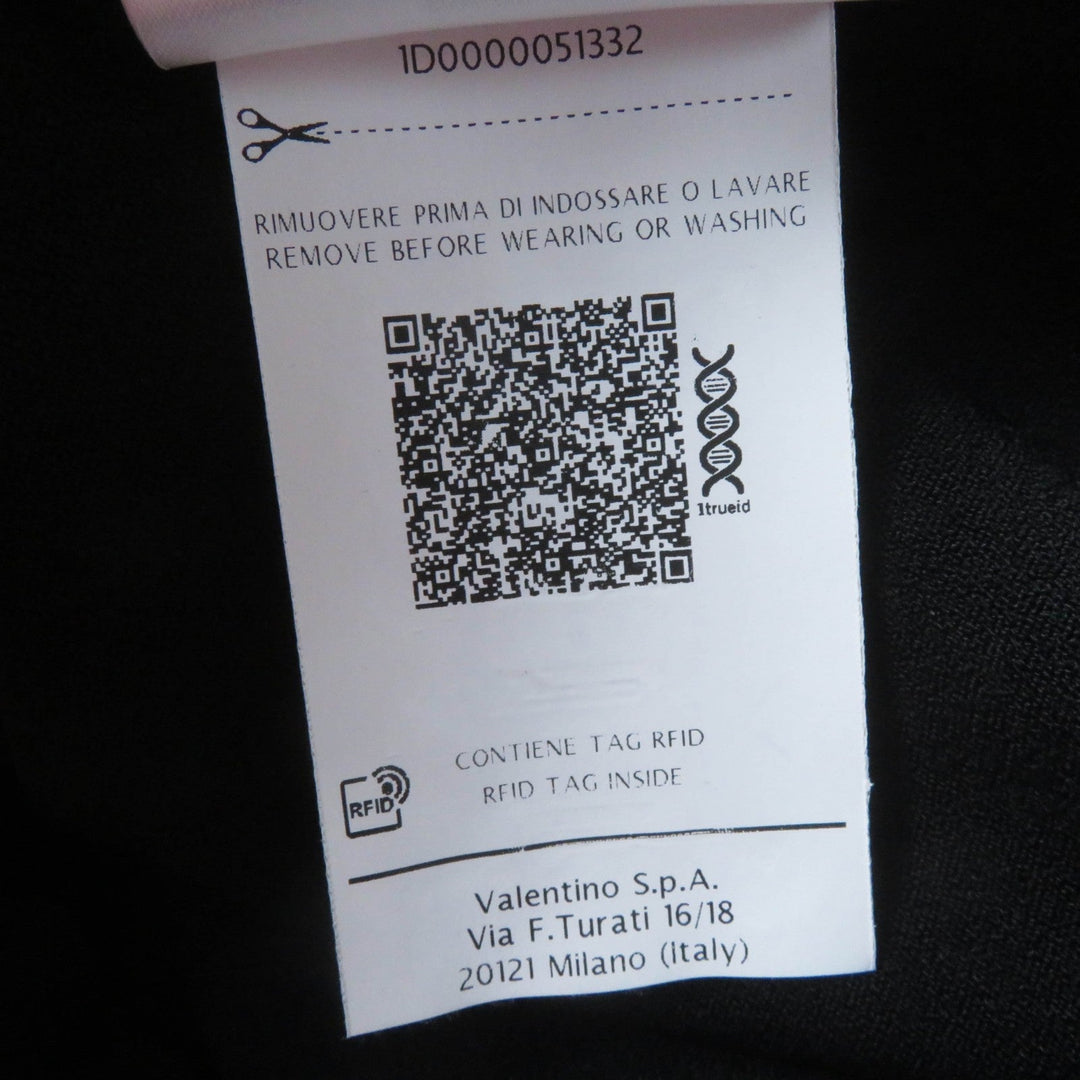 1D0000051332
RIMUOVERE PRIMA DI INDOSSARE O LAVARE
REMOVE BEFORE WEARING OR WASHING
1trueid
CONTIENE TAG RFID
RFID TAG INSIDE
RFID
Valentino S.p.A.
Via F.Turati 16/18
20121 Milano (Italy)